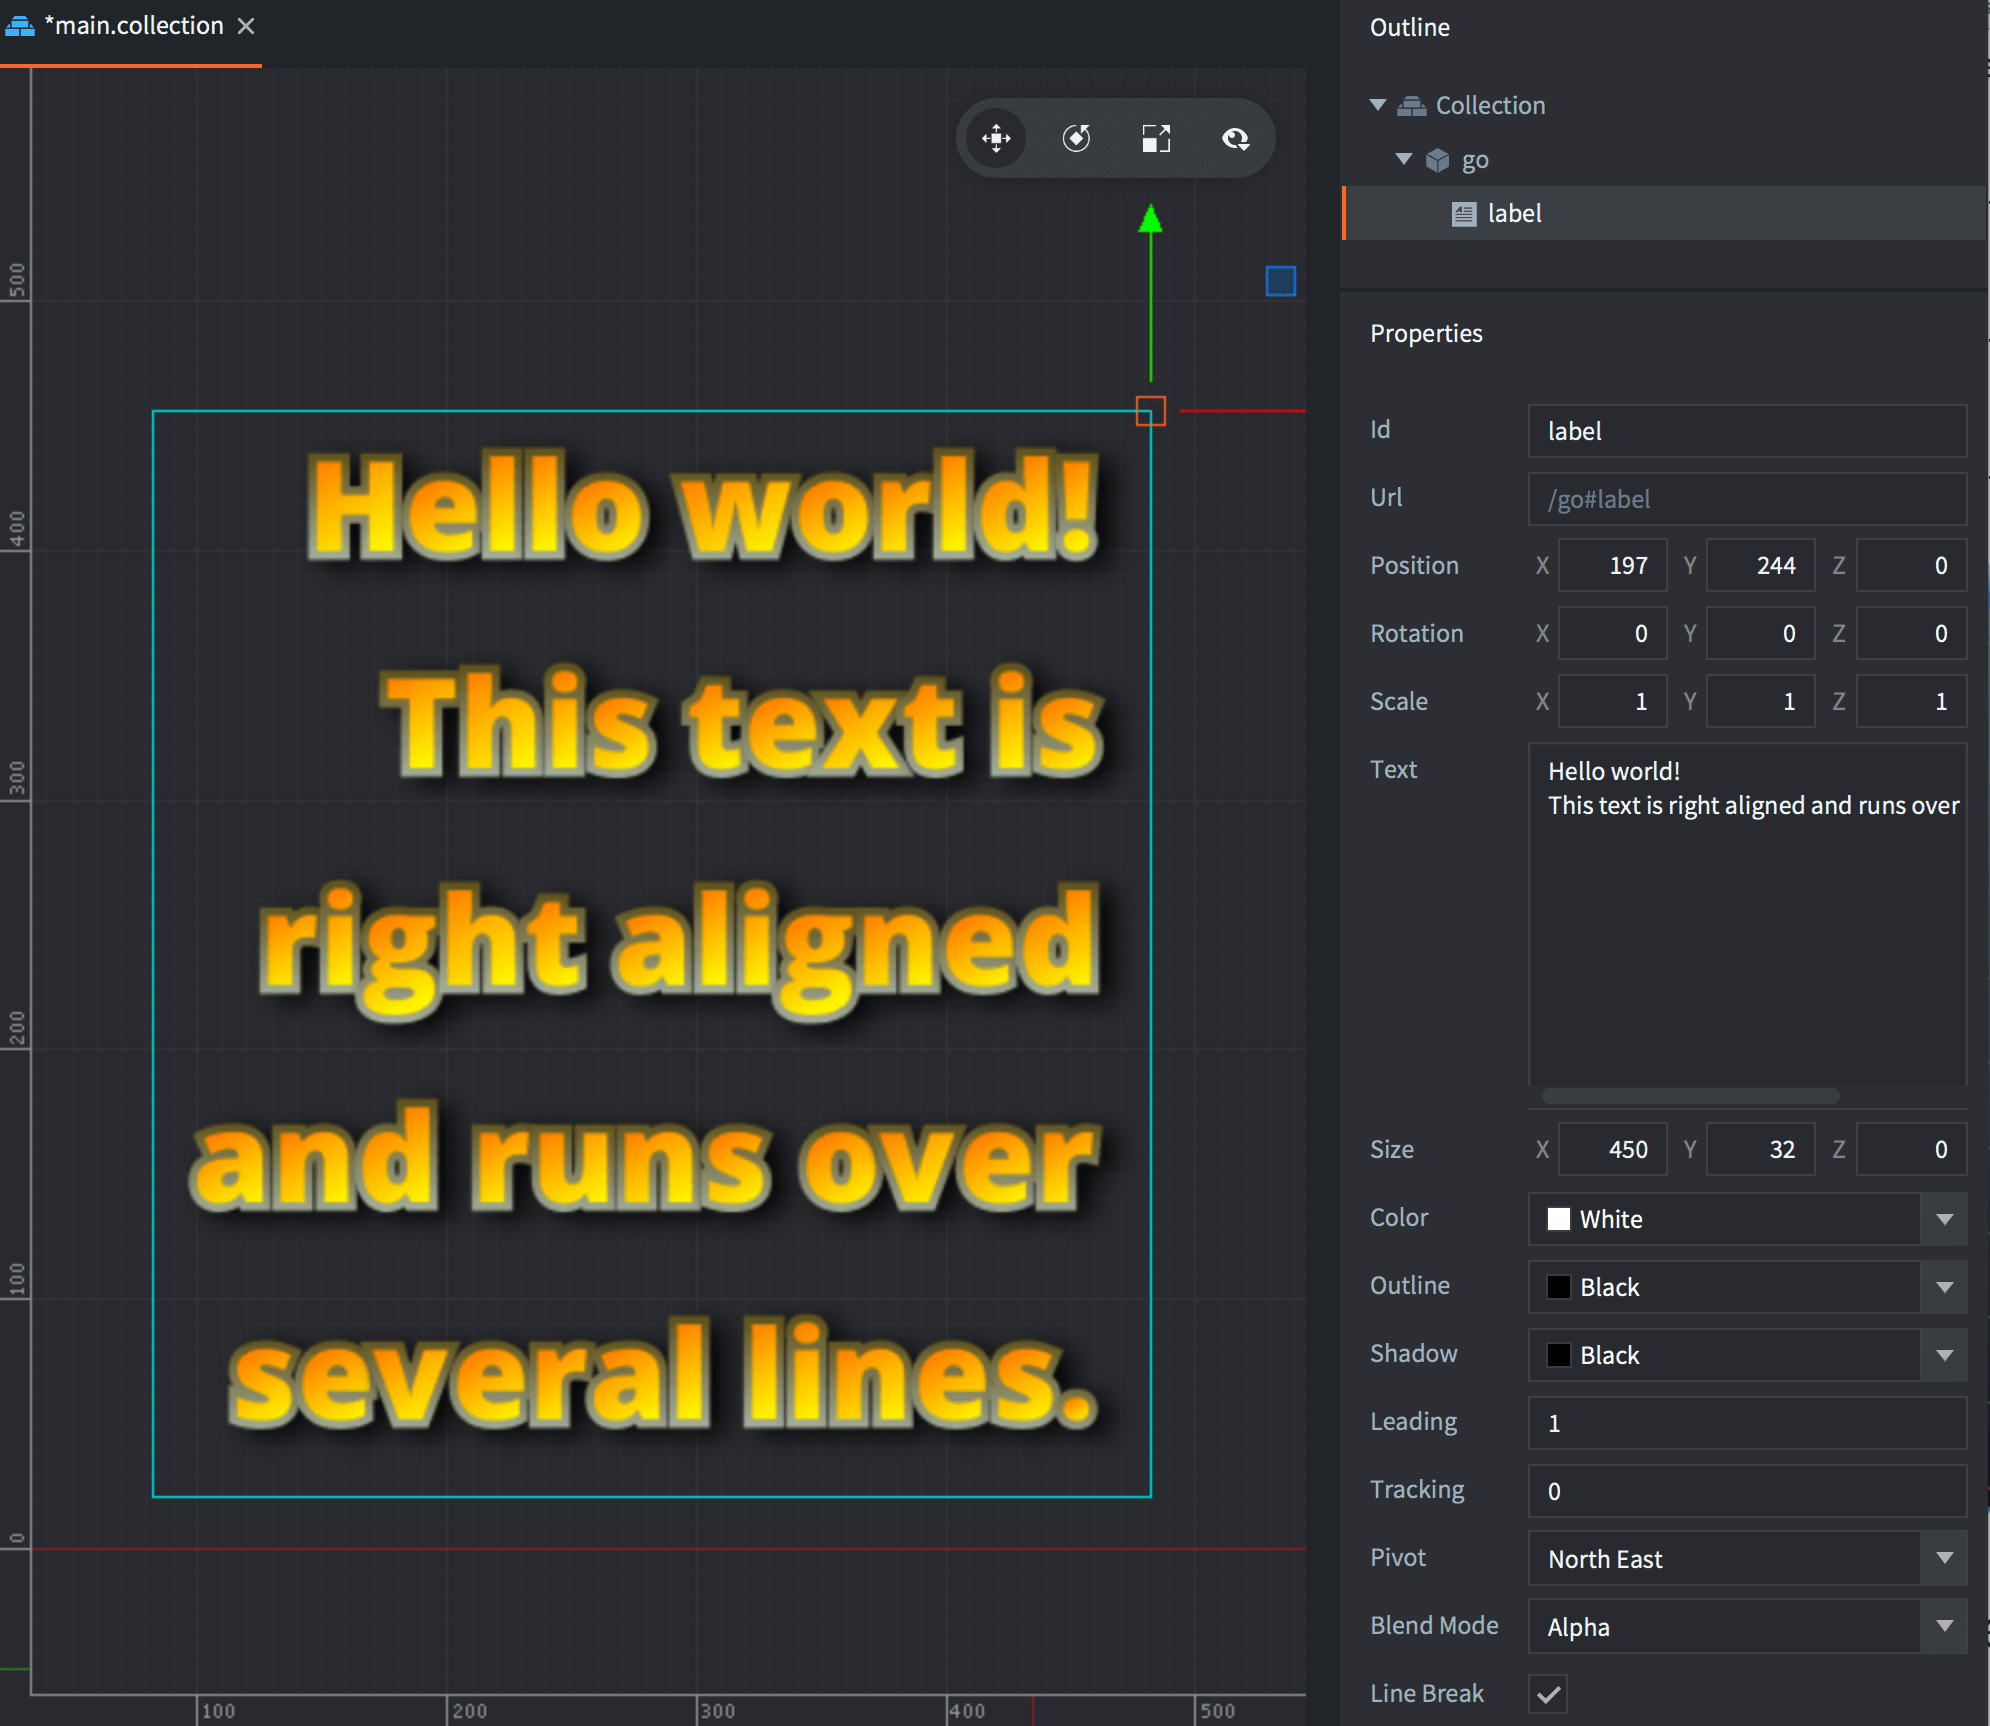 *main.collection
500
400
300
200
100
0
Hello world!
This text is
right aligned
and runs over
several lines.
100 200 300 400 500
Outline
Collection
go
label
Properties
Id label
Url /go#label
Position X 197 Y 244 Z 0
Rotation X 0 Y 0 Z 0
Scale X 1 Y 1 Z 1
Text Hello world!
This text is right aligned and runs over
Size X 450 Y 32 Z 0
Color White
Outline Black
Shadow Black
Leading 1
Tracking 0
Pivot North East
Blend Mode Alpha
Line Break